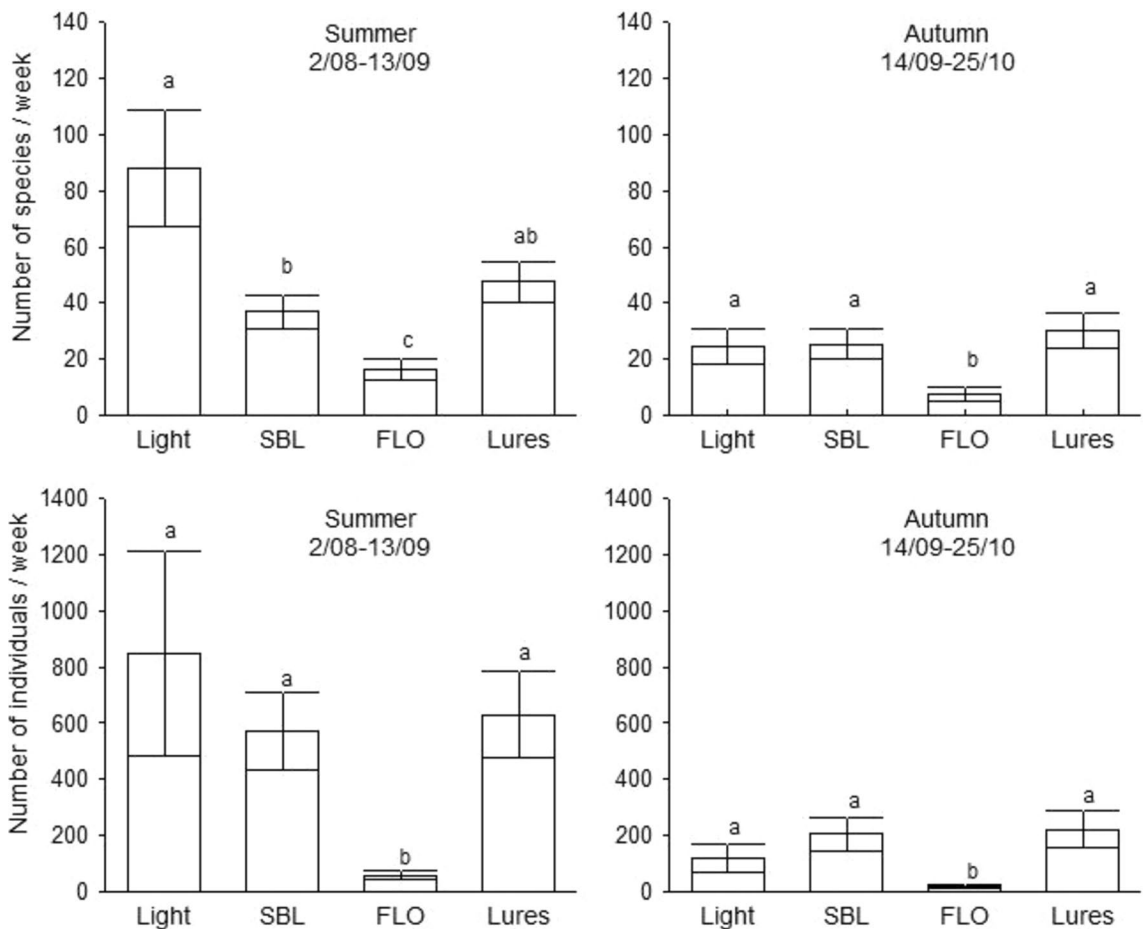 Number of species / week
140
120
100
80
60
40
20
0
Summer
2/08-13/09
a
b
c
ab
Light SBL FLO Lures
140
120
100
80
60
40
20
0
Autumn
14/09-25/10
a
a
b
a
Light SBL FLO Lures
Number of individuals / week
1400
1200
1000
800
600
400
200
0
Summer
2/08-13/09
a
a
b
a
Light SBL FLO Lures
1400
1200
1000
800
600
400
200
0
Autumn
14/09-25/10
a
a
b
a
Light SBL FLO Lures